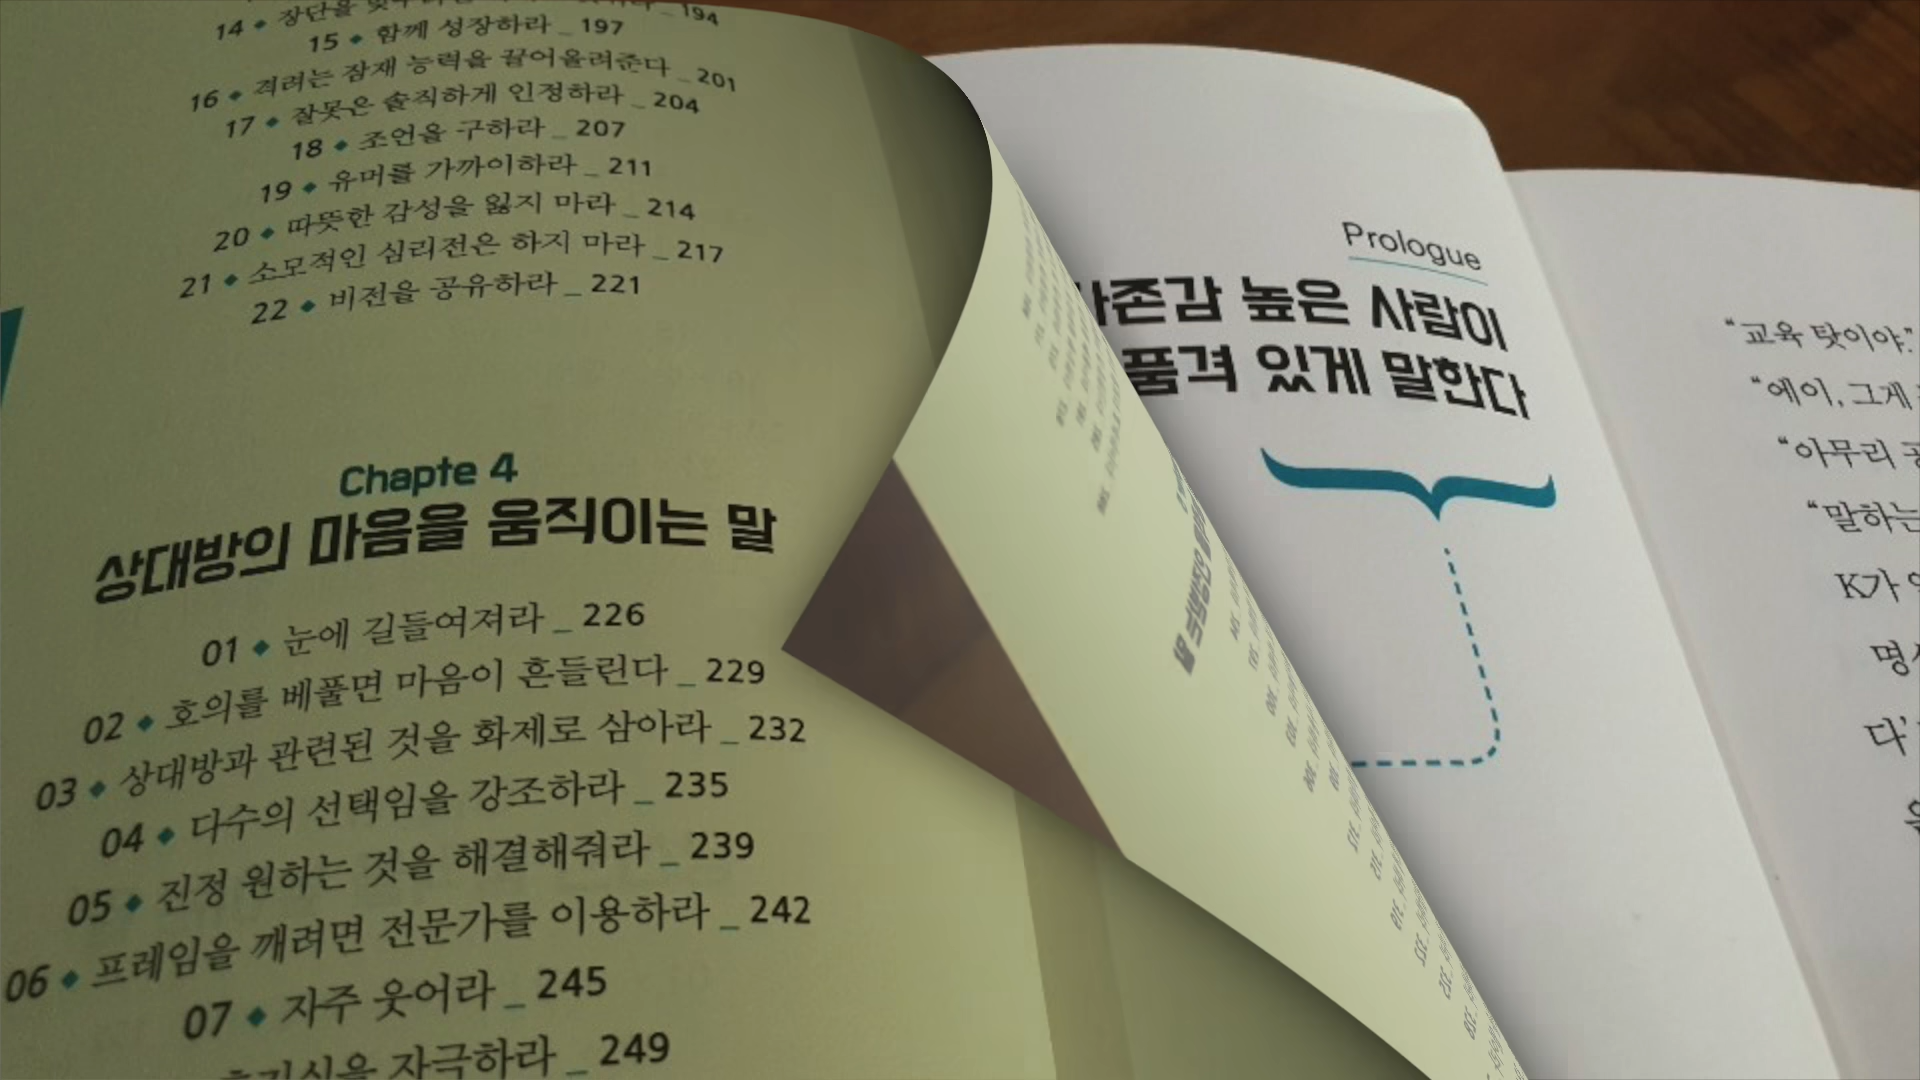 15 ◆ 함께 성장하라 _ 197
16 ◆ 격려는 잠재 능력을 끌어올려준다 _ 201
17 ◆ 잘못은 솔직하게 인정하라 _ 204
18 ◆ 조언을 구하라 _ 207
19 ◆ 유머를 가까이하라 _ 211
20 ◆ 따뜻한 감성을 잃지 마라 _ 214
21 ◆ 소모적인 심리전은 하지 마라 _ 217
22 ◆ 비전을 공유하라 _ 221
Chapte 4
상대방의 마음을 움직이는 말
01 ◆ 눈에 길들여져라 _ 226
02 ◆ 호의를 베풀면 마음이 흔들린다 _ 229
03 ◆ 상대방과 관련된 것을 화제로 삼아라 _ 232
04 ◆ 다수의 선택임을 강조하라 _ 235
05 ◆ 진정 원하는 것을 해결해줘라 _ 239
06 ◆ 프레임을 깨려면 전문가를 이용하라 _ 242
07 ◆ 자주 웃어라 _ 245
자극하라 _ 249
Prologue
존감 높은 사람이
품격 있게 말한다
“교육 탓이야.”
“에이, 그게
“아무리
“말하는
K가
명
다’